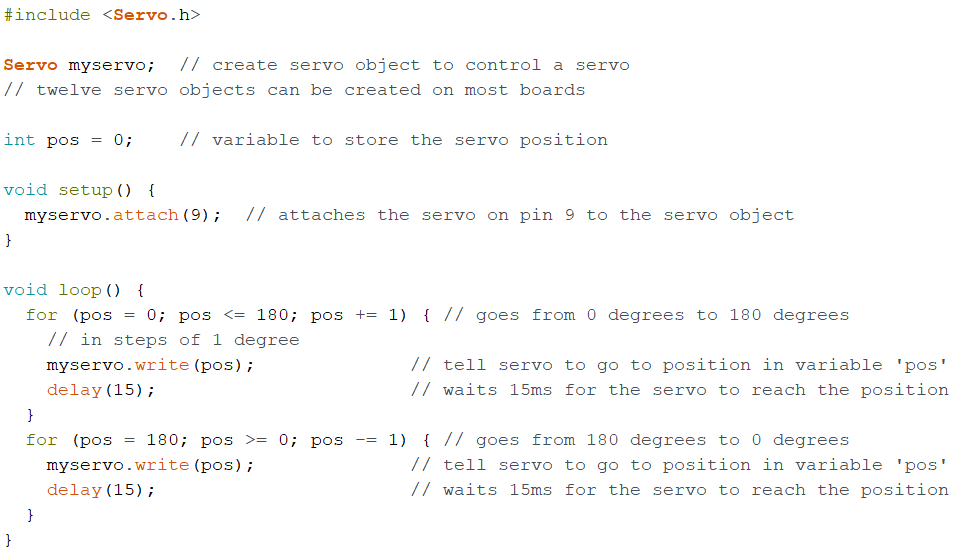 #include <Servo.h>

Servo myservo;  // create servo object to control a servo
// twelve servo objects can be created on most boards

int pos = 0;    // variable to store the servo position

void setup() {
  myservo.attach(9);  // attaches the servo on pin 9 to the servo object
}

void loop() {
  for (pos = 0; pos <= 180; pos += 1) { // goes from 0 degrees to 180 degrees
    // in steps of 1 degree
    myservo.write(pos);              // tell servo to go to position in variable 'pos'
    delay(15);                       // waits 15ms for the servo to reach the position
  }
  for (pos = 180; pos >= 0; pos -= 1) { // goes from 180 degrees to 0 degrees
    myservo.write(pos);              // tell servo to go to position in variable 'pos'
    delay(15);                       // waits 15ms for the servo to reach the position
  }
}